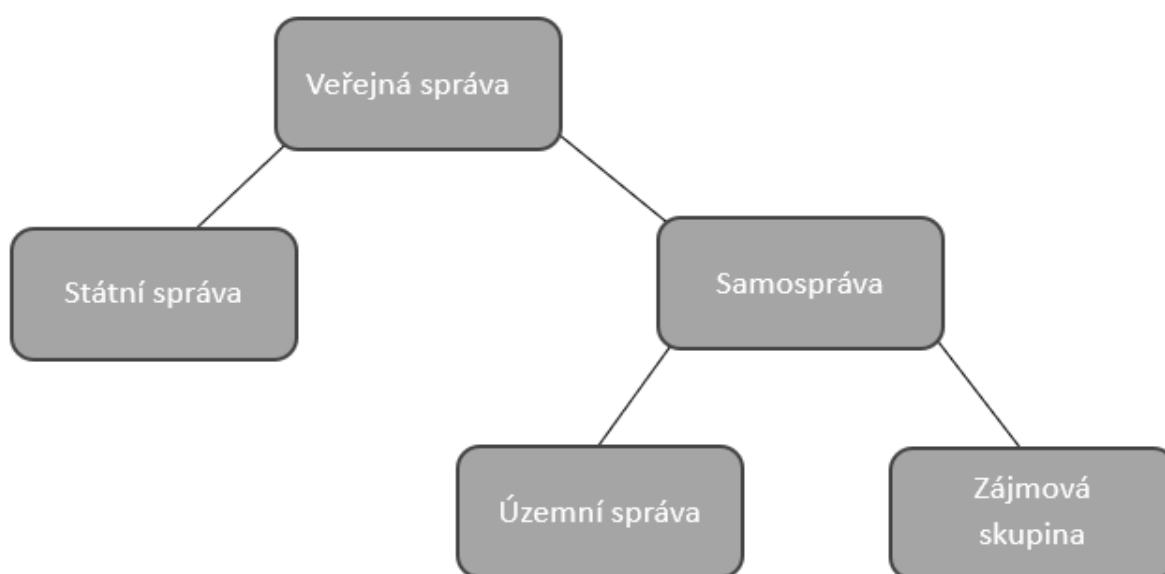 Veřejná správa
Státní správa
Samospráva
Územní správa
Zájmová
skupina